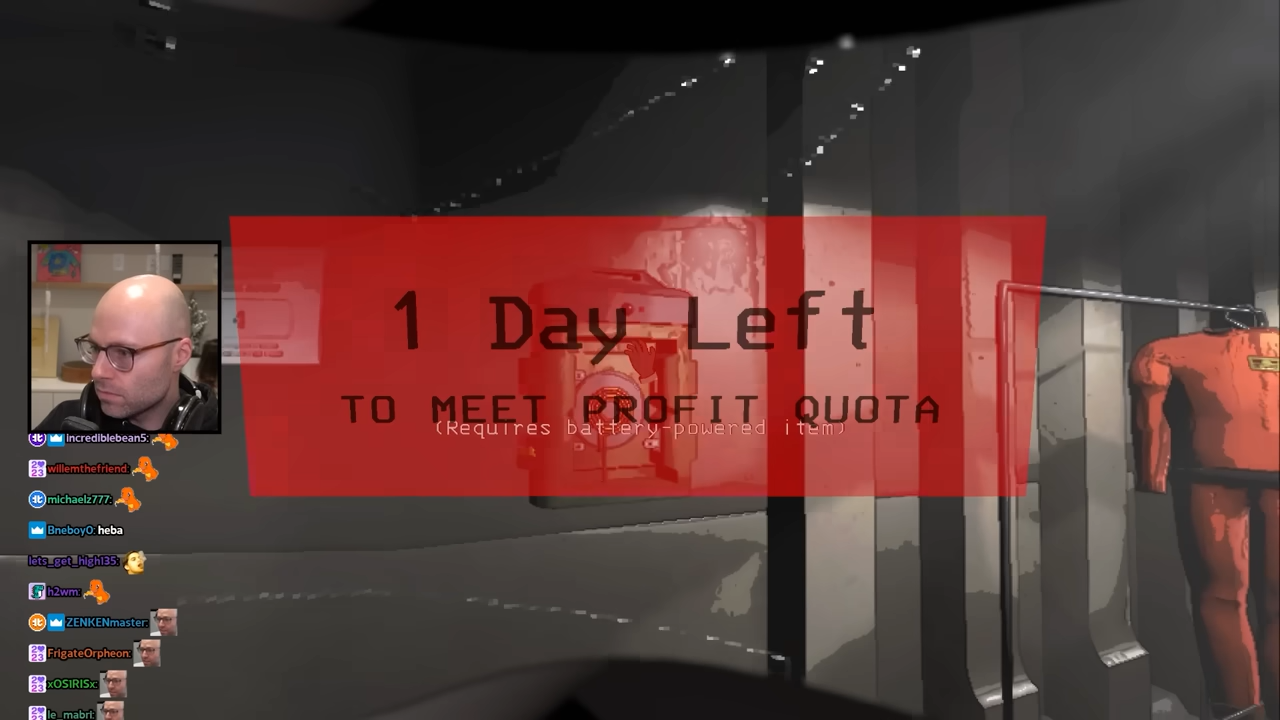 1 Day Left
TO MEET PROFIT QUOTA
(Requires battery-powered item)
incrediblebean5:
willemthefriend:
michaelz777:
Bneboy0: heba
lets_get_high135:
h2wm:
ZENKENmaster:
FrigateOrpheon:
xOSIRISx:
le_mabri: